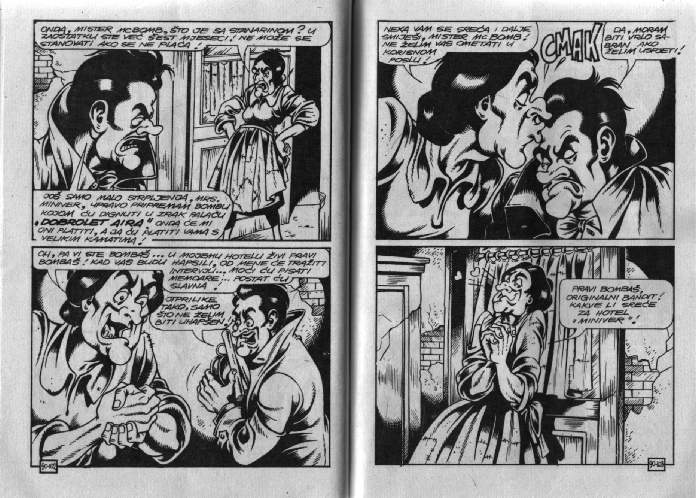 ONDA, MISTER McBOMB, ŠTO JE SA STANARINOM? U
ZAOSTATKU STE VEĆ ŠEST MJESECI! NE MOŽE SE
STANOVATI AKO SE NE PLAĆA!
JOŠ SAMO MALO STRPLJENJA, MRS.
MINIVER, UPRAVO PRIPREMAM BOMBU
KOJOM ĆU DIGNUTI U ZRAK PALAČU
„DOBROLET AIRA" ONDA ĆE MI
ONI PLATITI, A JA ĆU PLATITI VAMA S
VELIKIM KAMATIMA!
OH, PA VI STE BOMBAŠ... U MOJEMU HOTELU ŽIVI PRAVI
BOMBAŠ! KAD VAS BUDU HAPSILI, OD MENE ĆE TRAŽITI
INTERVJU... MOĆI ĆU PISATI
MEMOARE... POSTAT ĆU
SLAVNA.
OTPRILIKE
TAKO, SAMO
ŠTO NE ŽELIM
BITI UHAPŠEN.
NEKA VAM SE SREĆA I DALJE
SMIJEŠI, MISTER Mc BOMB!
NE ŽELIM VAS OMETATI U
KORISNOM
POSLU!
CMAK
DA, MORAM
BITI VRLO SA-
BRAN AKO
ŽELIM USPJETI!
PRAVI BOMBAŠ,
ORIGINALNI BANDIT!
KAKVE LI SREĆE
ZA HOTEL
„MINIVER"!